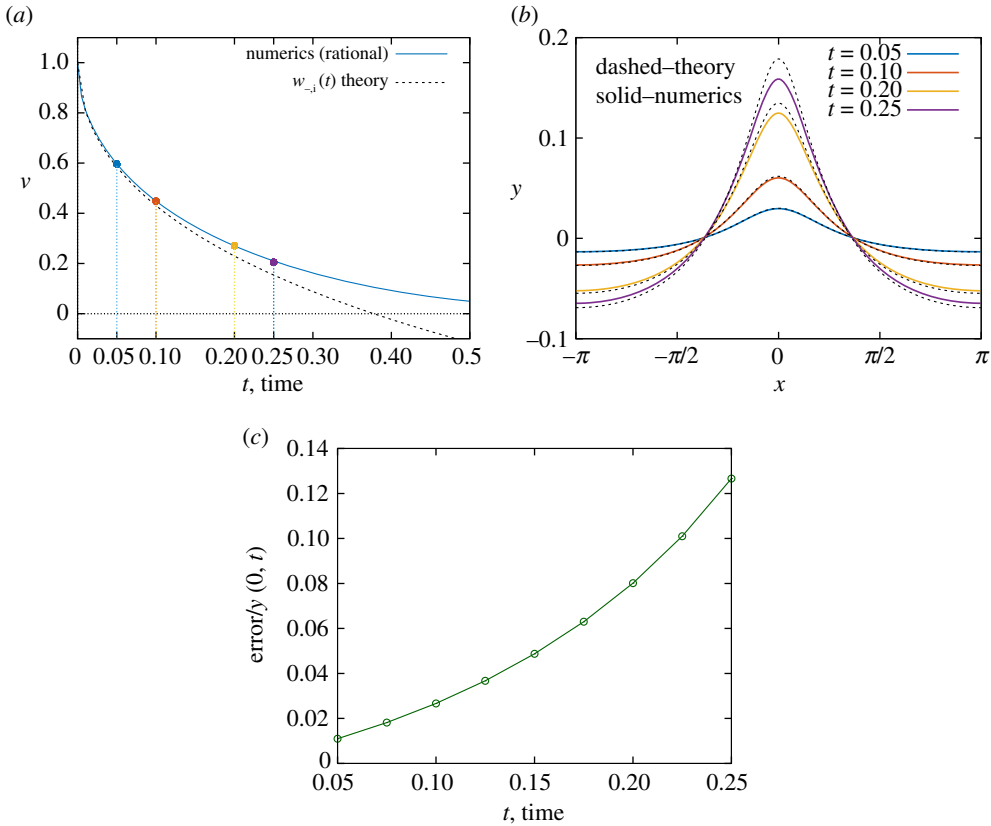 (a)
numerics (rational)
w_{–,i}(t) theory
1.0
0.8
0.6
0.4
0.2
0
v
0 0.05 0.10 0.20 0.25 0.30 0.40 0.5
t, time
(b)
dashed–theory
solid–numerics
t = 0.05
t = 0.10
t = 0.20
t = 0.25
0.2
0.1
0
–0.1
y
–π –π/2 0 π/2 π
x
(c)
0.14
0.12
0.10
0.08
0.06
0.04
0.02
0
error/y (0, t)
0.05 0.10 0.15 0.20 0.25
t, time